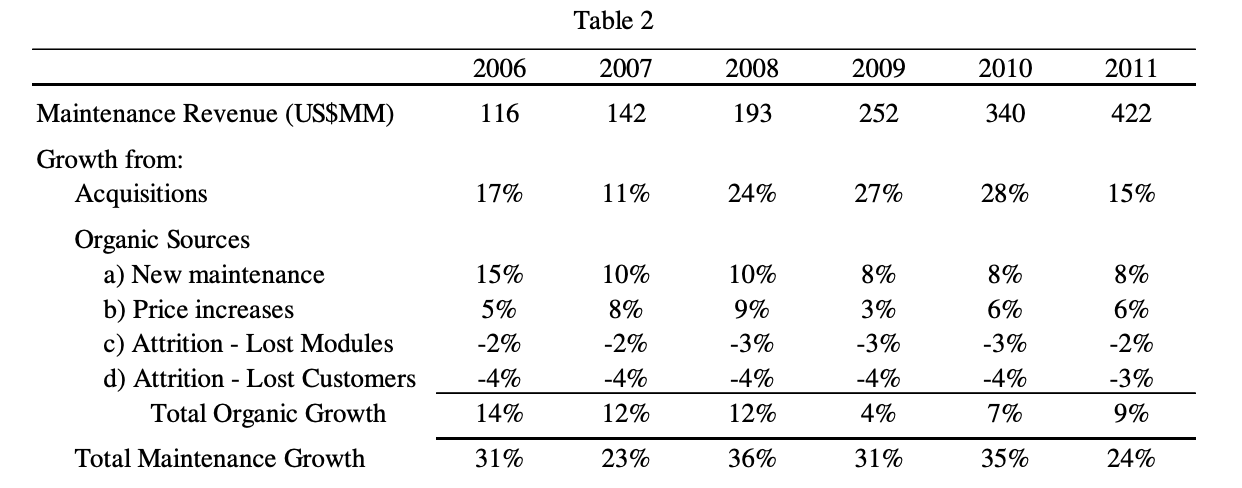 Table 2
2006 2007 2008 2009 2010 2011
Maintenance Revenue (US$MM) 116 142 193 252 340 422
Growth from:
Acquisitions 17% 11% 24% 27% 28% 15%
Organic Sources
a) New maintenance 15% 10% 10% 8% 8% 8%
b) Price increases 5% 8% 9% 3% 6% 6%
c) Attrition - Lost Modules -2% -2% -3% -3% -3% -2%
d) Attrition - Lost Customers -4% -4% -4% -4% -4% -3%
Total Organic Growth 14% 12% 12% 4% 7% 9%
Total Maintenance Growth 31% 23% 36% 31% 35% 24%